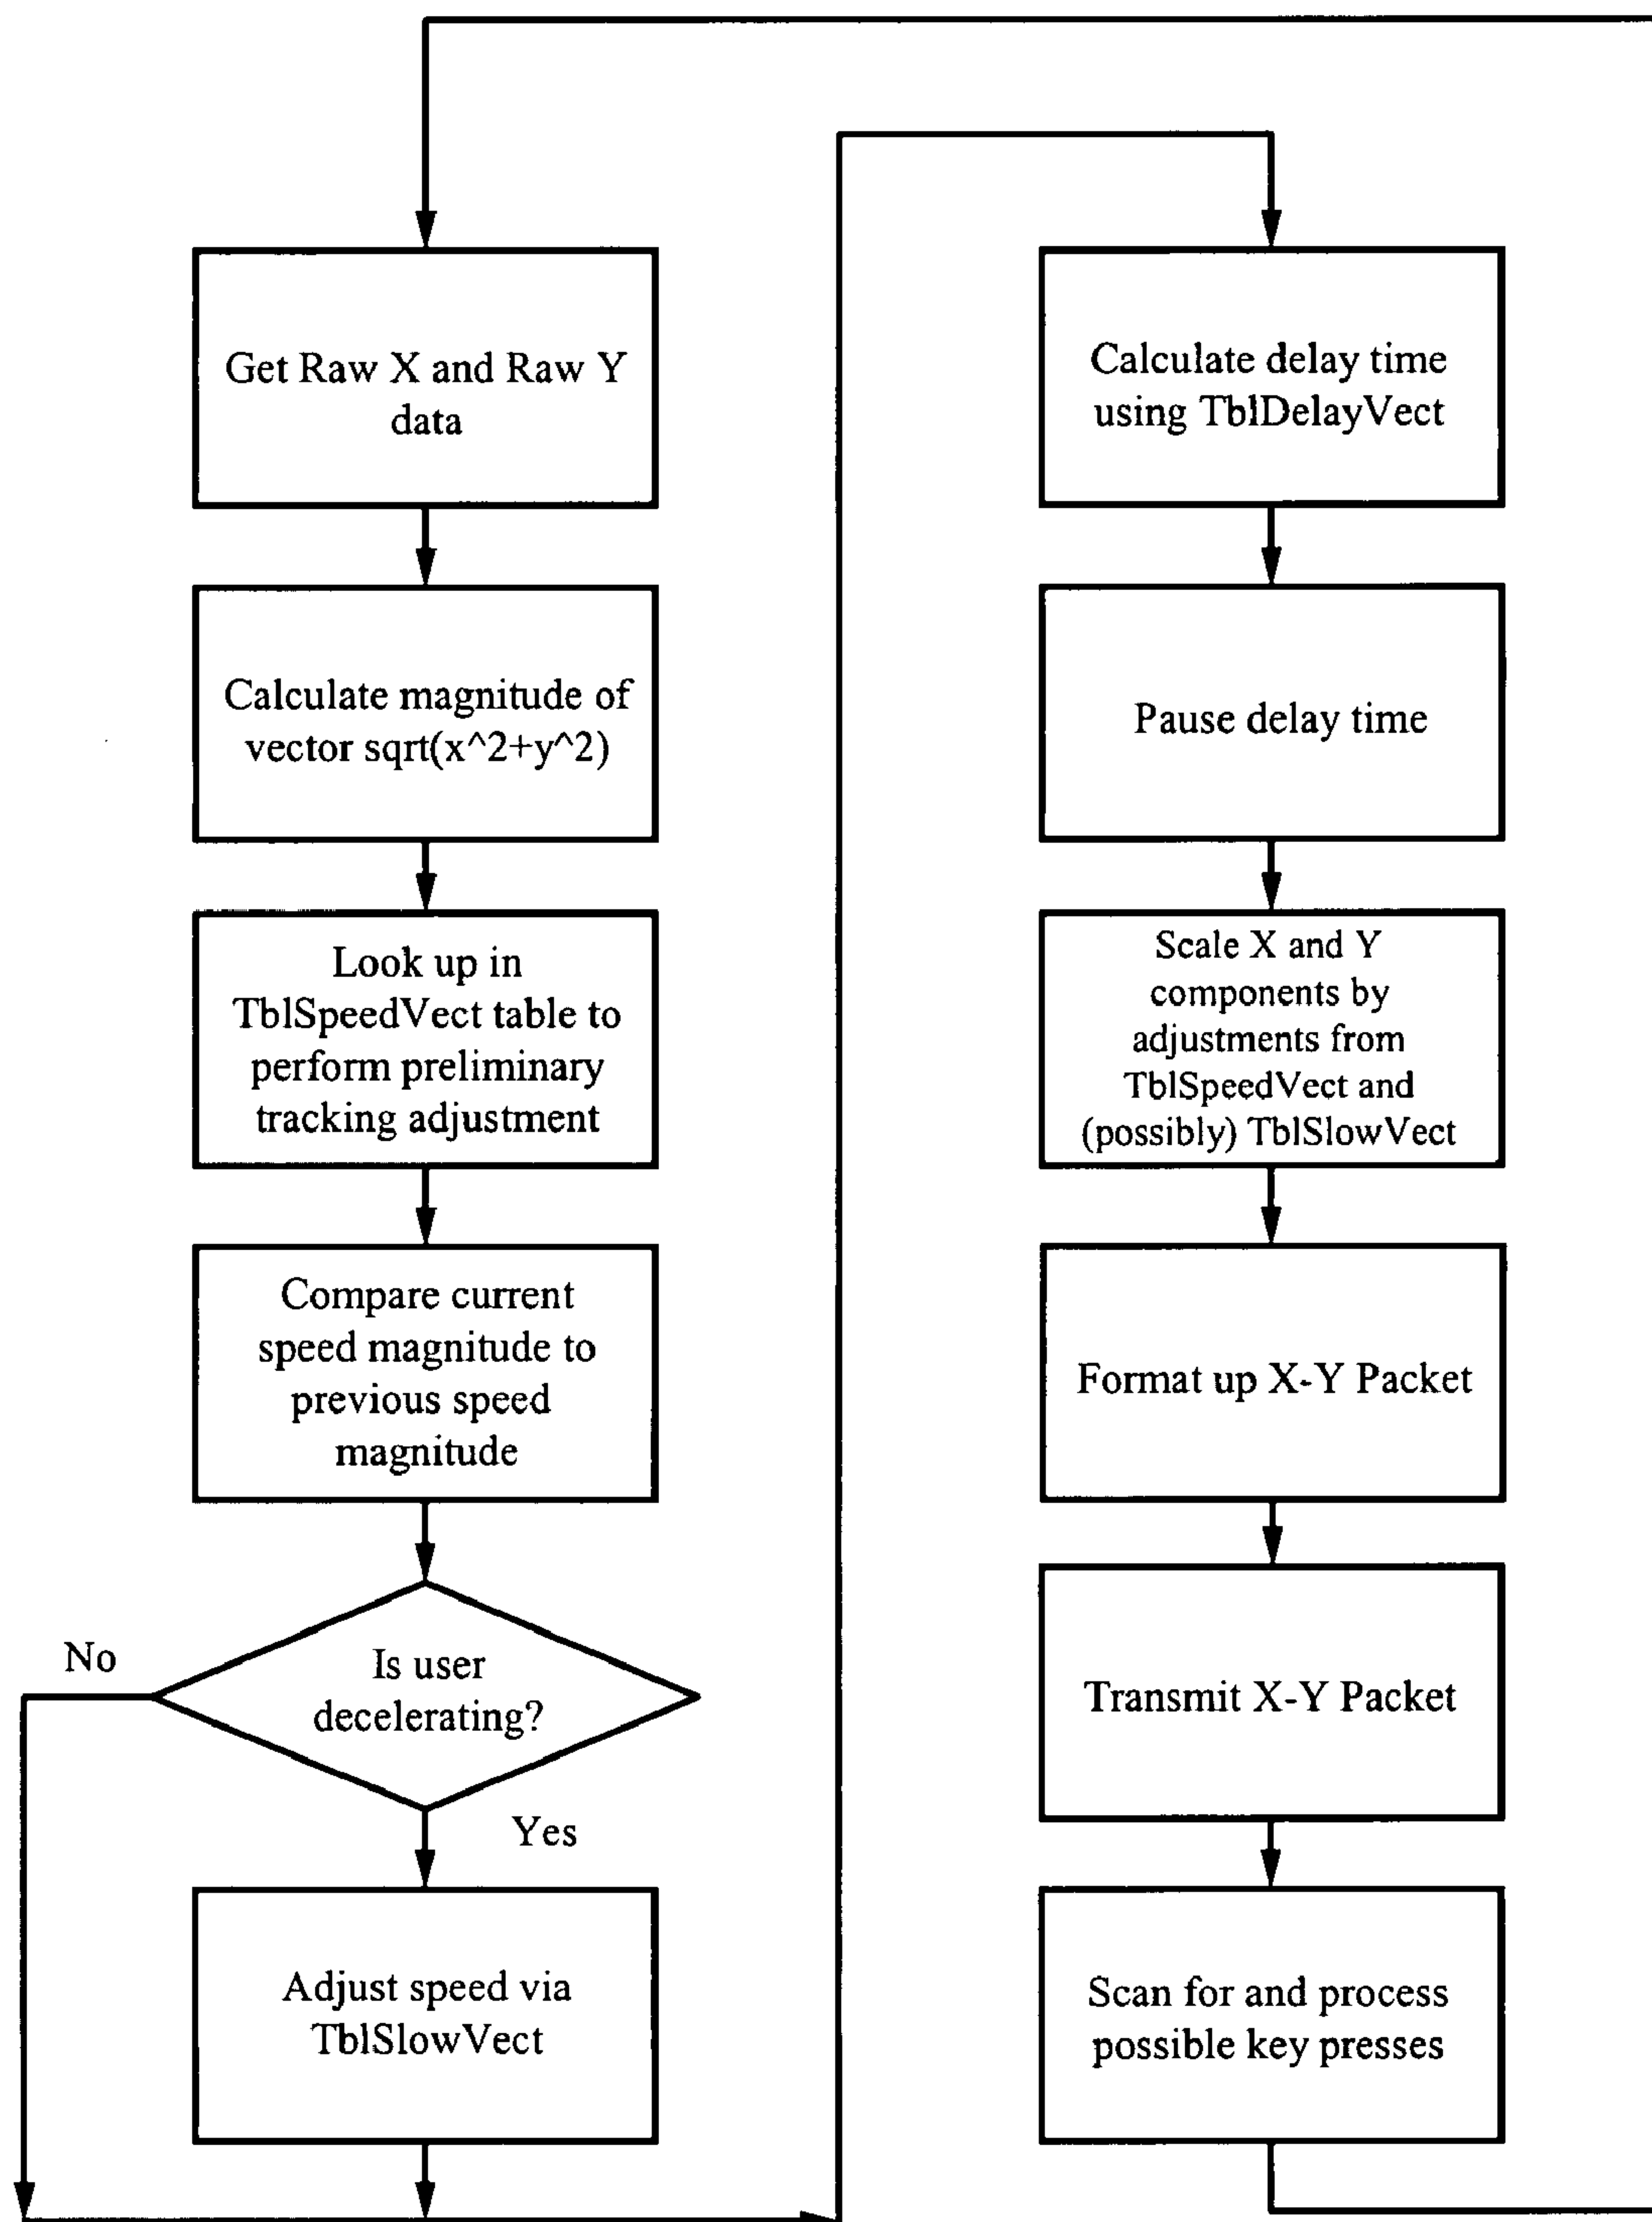 Get Raw X and Raw Y
data
Calculate magnitude of
vector sqrt(x^2+y^2)
Look up in
TblSpeedVect table to
perform preliminary
tracking adjustment
Compare current
speed magnitude to
previous speed
magnitude
No
Is user
decelerating?
Yes
Adjust speed via
TblSlowVect
Calculate delay time
using TblDelayVect
Pause delay time
Scale X and Y
components by
adjustments from
TblSpeedVect and
(possibly) TblSlowVect
Format up X-Y Packet
Transmit X-Y Packet
Scan for and process
possible key presses